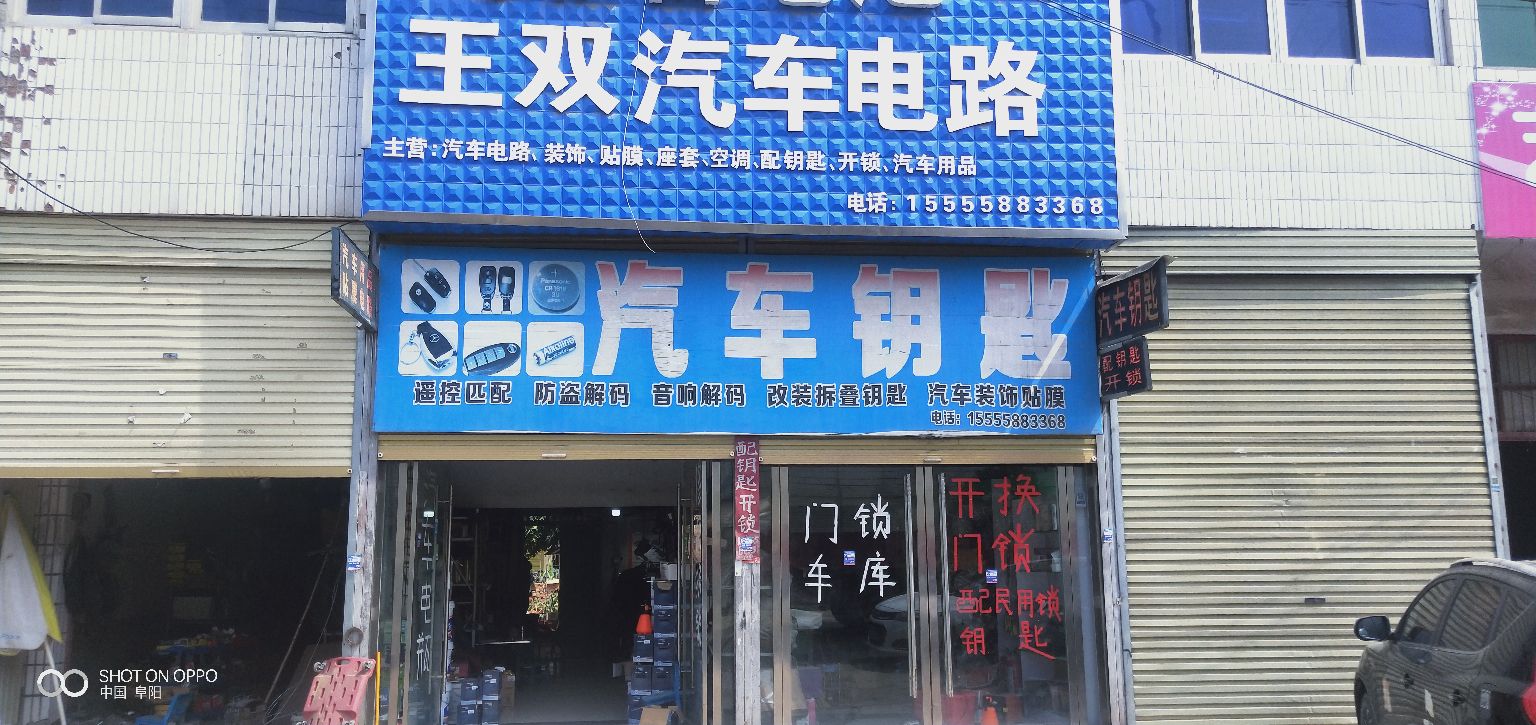 王双汽车电路
主营：汽车电路、装饰、贴膜、座套、空调、配钥匙、开锁、汽车用品
电话：15555883368
汽车钥匙
遥控匹配 防盗解码 音响解码 改装拆叠钥匙 汽车装饰贴膜
电话：15555883368
Panasonic
Alkaline
汽车钥匙
配钥匙
开锁
配钥匙开锁
门锁
车库
开换
门锁
配民用锁
钥匙
SHOT ON OPPO
中国 阜阳